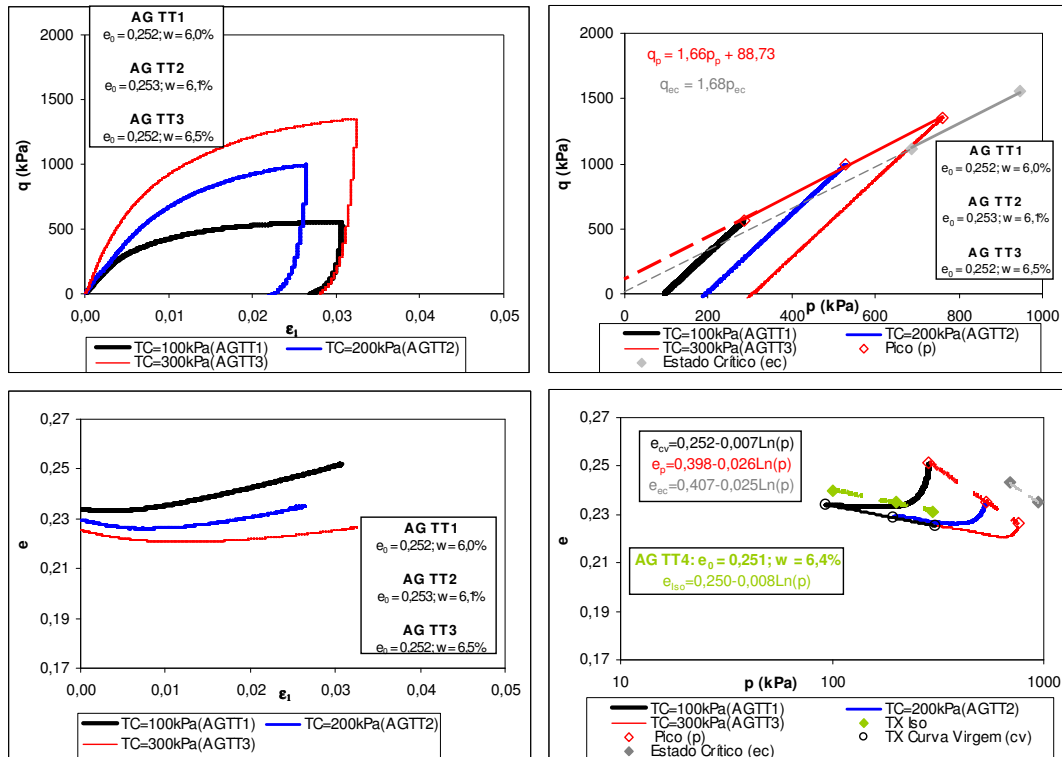 AG TT1
e0 = 0,252; w = 6,0%
AG TT2
e0 = 0,253; w = 6,1%
AG TT3
e0 = 0,252; w = 6,5%
2000
1500
1000
500
0
q (kPa)
0,00
0,01
0,02
0,03
0,04
0,05
ε1
TC=100kPa(AGTT1)
TC=200kPa(AGTT2)
TC=300kPa(AGTT3)
2000
1500
1000
500
0
q (kPa)
qp = 1,66pp + 88,73
qec = 1,68pec
AG TT1
e0 = 0,252; w = 6,0%
AG TT2
e0 = 0,253; w = 6,1%
AG TT3
e0 = 0,252; w = 6,5%
0
200
400
600
800
1000
p (kPa)
TC=100kPa(AGTT1)
TC=200kPa(AGTT2)
TC=300kPa(AGTT3)
Pico (p)
Estado Crítico (ec)
0,27
0,25
0,23
0,21
0,19
0,17
e
AG TT1
e0 = 0,252; w = 6,0%
AG TT2
e0 = 0,253; w = 6,1%
AG TT3
e0 = 0,252; w = 6,5%
0,00
0,01
0,02
0,03
0,04
0,05
ε1
TC=100kPa(AGTT1)
TC=200kPa(AGTT2)
TC=300kPa(AGTT3)
0,27
0,25
0,23
0,21
0,19
0,17
e
ecv=0,252-0,007Ln(p)
ep=0,398-0,026Ln(p)
eec=0,407-0,025Ln(p)
AG TT4: e0 = 0,251; w = 6,4%
eIso=0,250-0,008Ln(p)
10
100
1000
p (kPa)
TC=100kPa(AGTT1)
TC=200kPa(AGTT2)
TC=300kPa(AGTT3)
TX Iso
Pico (p)
TX Curva Virgem (cv)
Estado Crítico (ec)